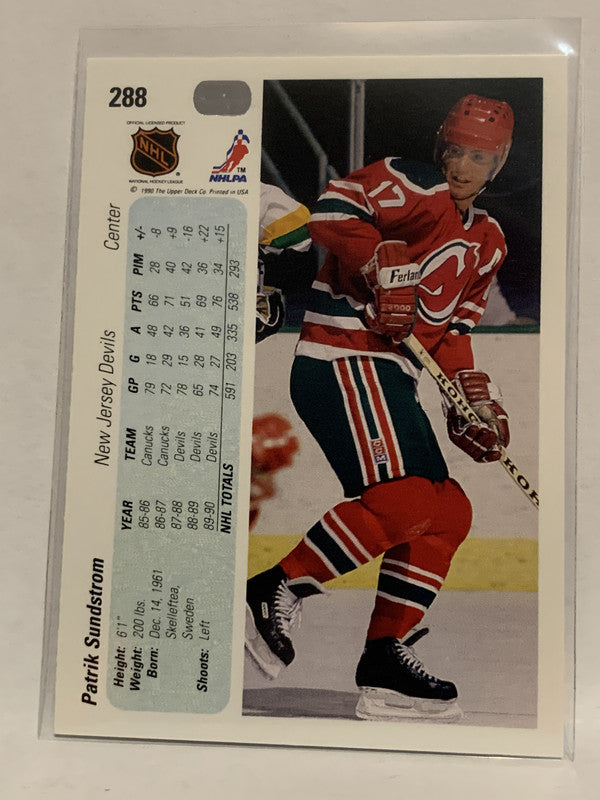 288
OFFICIAL LICENSED PRODUCT
NHL
®
NATIONAL HOCKEY LEAGUE
TM
NHLPA
© 1990 The Upper Deck Co. Printed in USA
Patrik Sundstrom New Jersey Devils Center
Height: 6'1"
Weight: 200 lbs.
Born: Dec. 14, 1961
Skelleftea,
Sweden
Shoots: Left
YEAR TEAM GP G A PTS PIM +/-
85-86 Canucks 79 18 48 66 28 -8
86-87 Canucks 72 29 42 71 40 +9
87-88 Devils 78 15 36 51 42 -16
88-89 Devils 65 28 41 69 36 +22
89-90 Devils 74 27 49 76 34 +15
NHL TOTALS 591 203 335 538 293
17
A
Ferland
KOHO
KOHO
CCM